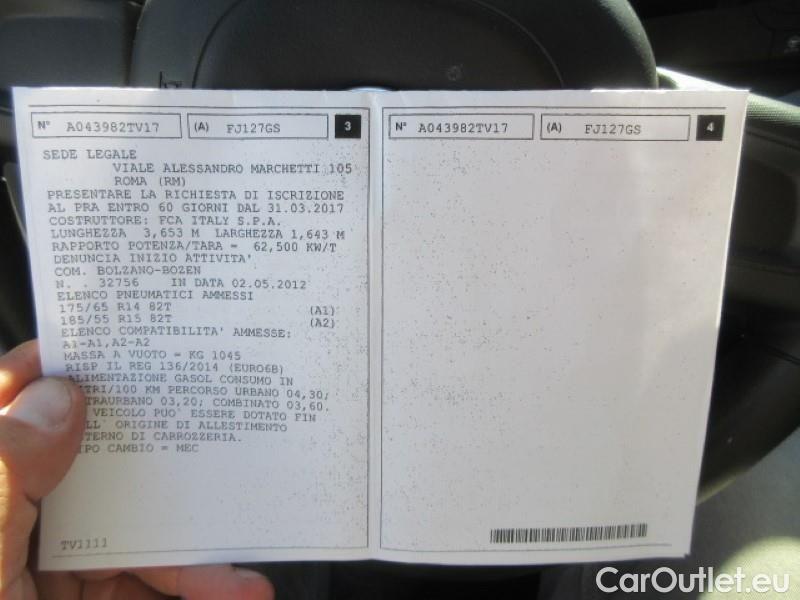 N° A043982TV17 (A) FJ127GS 3
SEDE LEGALE
VIALE ALESSANDRO MARCHETTI 105
ROMA (RM)
PRESENTARE LA RICHIESTA DI ISCRIZIONE
AL PRA ENTRO 60 GIORNI DAL 31.03.2017
COSTRUTTORE: FCA ITALY S.P.A.
LUNGHEZZA 3,653 M LARGHEZZA 1,643 M
RAPPORTO POTENZA/TARA = 62,500 KW/T
DENUNCIA INIZIO ATTIVITA'
COM. BOLZANO-BOZEN
N. . 32756 IN DATA 02.05.2012
ELENCO PNEUMATICI AMMESSI
175/65 R14 82T (A1)
185/55 R15 82T (A2)
ELENCO COMPATIBILITA' AMMESSE:
A1-A1,A2-A2
MASSA A VUOTO = KG 1045
RISP IL REG 136/2014 (EURO6B)
ALIMENTAZIONE GASOL CONSUMO IN
TRI/100 KM PERCORSO URBANO 04,30;
TRAURBANO 03,20; COMBINATO 03,60.
VEICOLO PUO' ESSERE DOTATO FIN
LL' ORIGINE DI ALLESTIMENTO
TERNO DI CARROZZERIA.
IPO CAMBIO = MEC
TV1111
N° A043982TV17 (A) FJ127GS 4
CarOutlet.eu